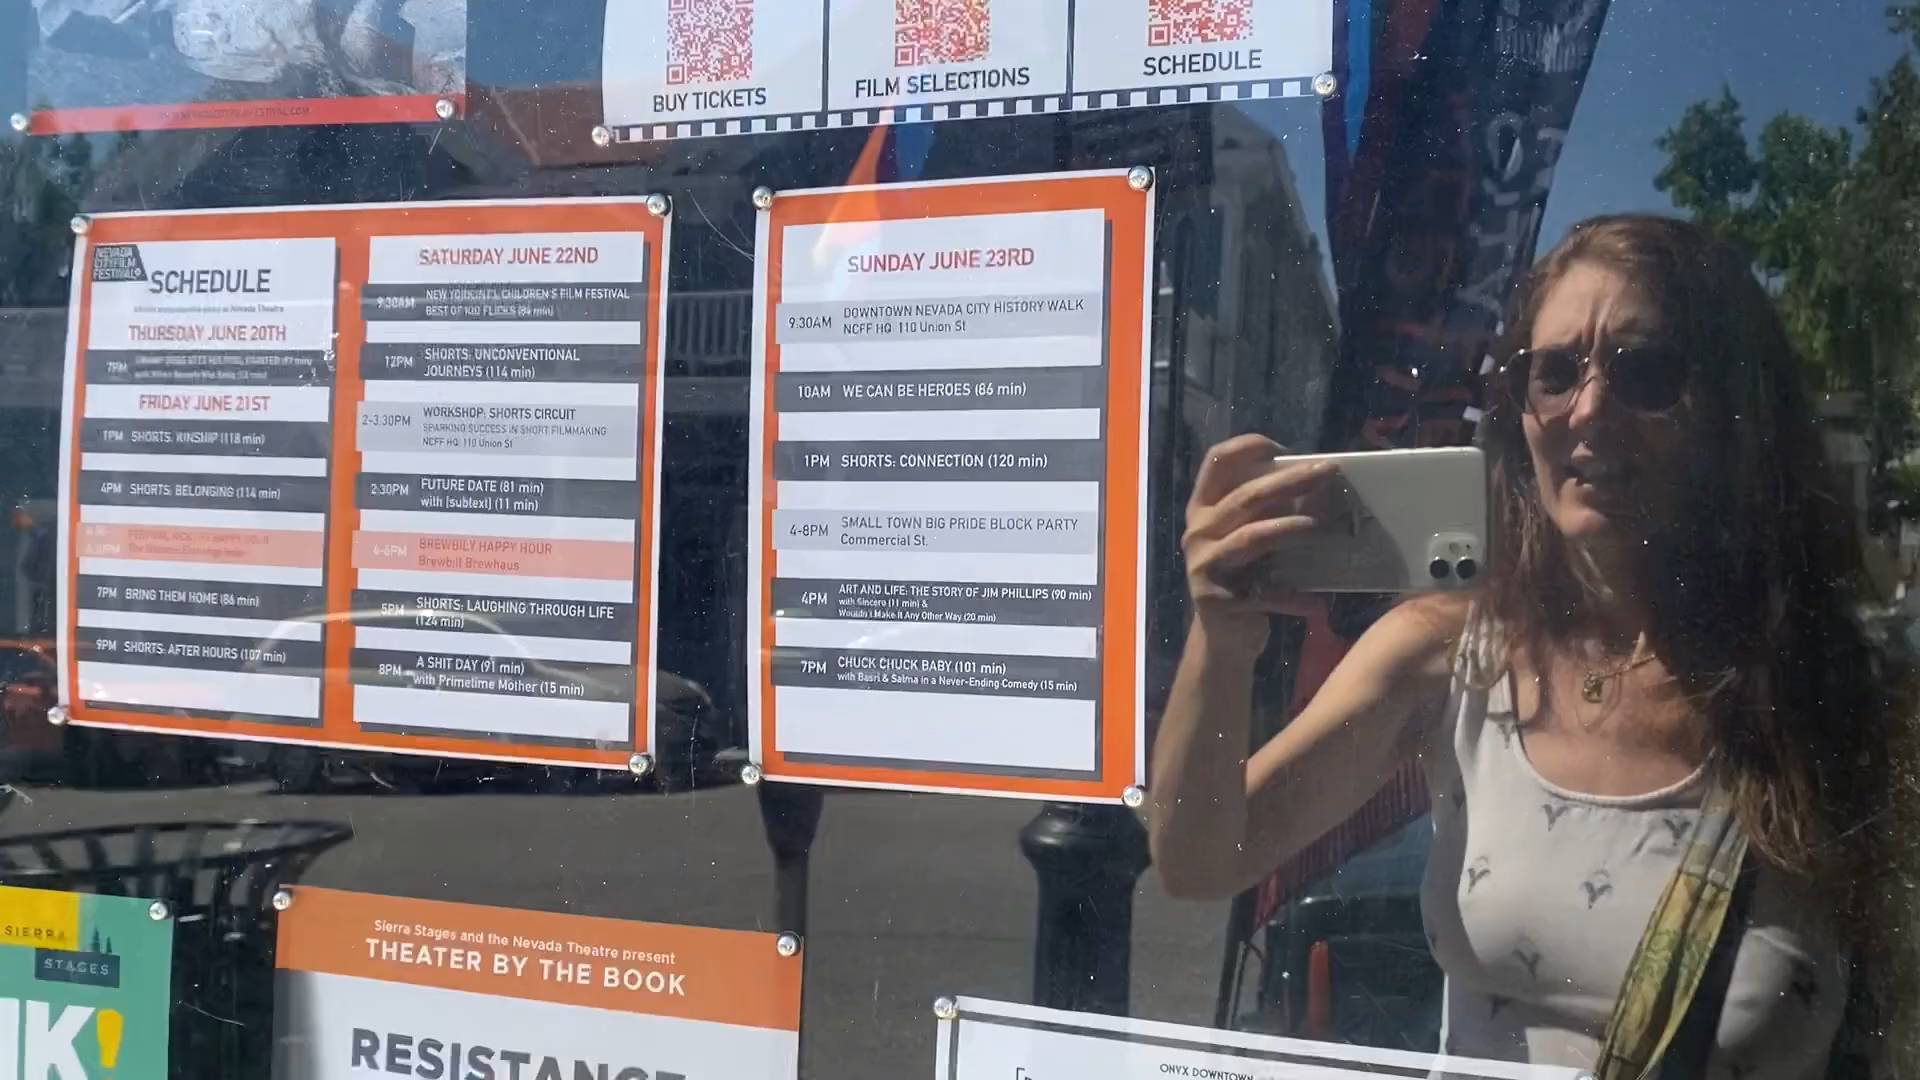 WWW.NEVADACITYFILMFESTIVAL.COM
BUY TICKETS
FILM SELECTIONS
SCHEDULE
NEVADA
CITY FILM
FESTIVAL
SCHEDULE
THURSDAY JUNE 20TH
7PM
FRIDAY JUNE 21ST
1PM SHORTS: KINSHIP (118 min)
4PM SHORTS: BELONGING (114 min)
7PM BRING THEM HOME (86 min)
9PM SHORTS: AFTER HOURS (107 min)
SATURDAY JUNE 22ND
9:30AM NEW YORK INT'L CHILDREN'S FILM FESTIVAL
BEST OF KID FLICKS (84 min)
12PM SHORTS: UNCONVENTIONAL
JOURNEYS (114 min)
2-3:30PM WORKSHOP: SHORTS CIRCUIT
SPARKING SUCCESS IN SHORT FILMMAKING
NCFF HQ: 110 Union St
2:30PM FUTURE DATE (81 min)
with [subtext] (11 min)
4-6PM BREWBILY HAPPY HOUR
Brewbill Brewhaus
5PM SHORTS: LAUGHING THROUGH LIFE
(124 min)
8PM A SHIT DAY (91 min)
with Primetime Mother (15 min)
SUNDAY JUNE 23RD
9:30AM DOWNTOWN NEVADA CITY HISTORY WALK
NCFF HQ: 110 Union St
10AM WE CAN BE HEROES (86 min)
1PM SHORTS: CONNECTION (120 min)
4-8PM SMALL TOWN BIG PRIDE BLOCK PARTY
Commercial St.
4PM ART AND LIFE: THE STORY OF JIM PHILLIPS (90 min)
with Sincero (11 min) &
Wouldn't Make It Any Other Way (20 min)
7PM CHUCK CHUCK BABY (101 min)
with Basri & Salma in a Never-Ending Comedy (15 min)
SIERRA
STAGES
K!
Sierra Stages and the Nevada Theatre present
THEATER BY THE BOOK
RESISTANCE
ONYX DOWNTOWN